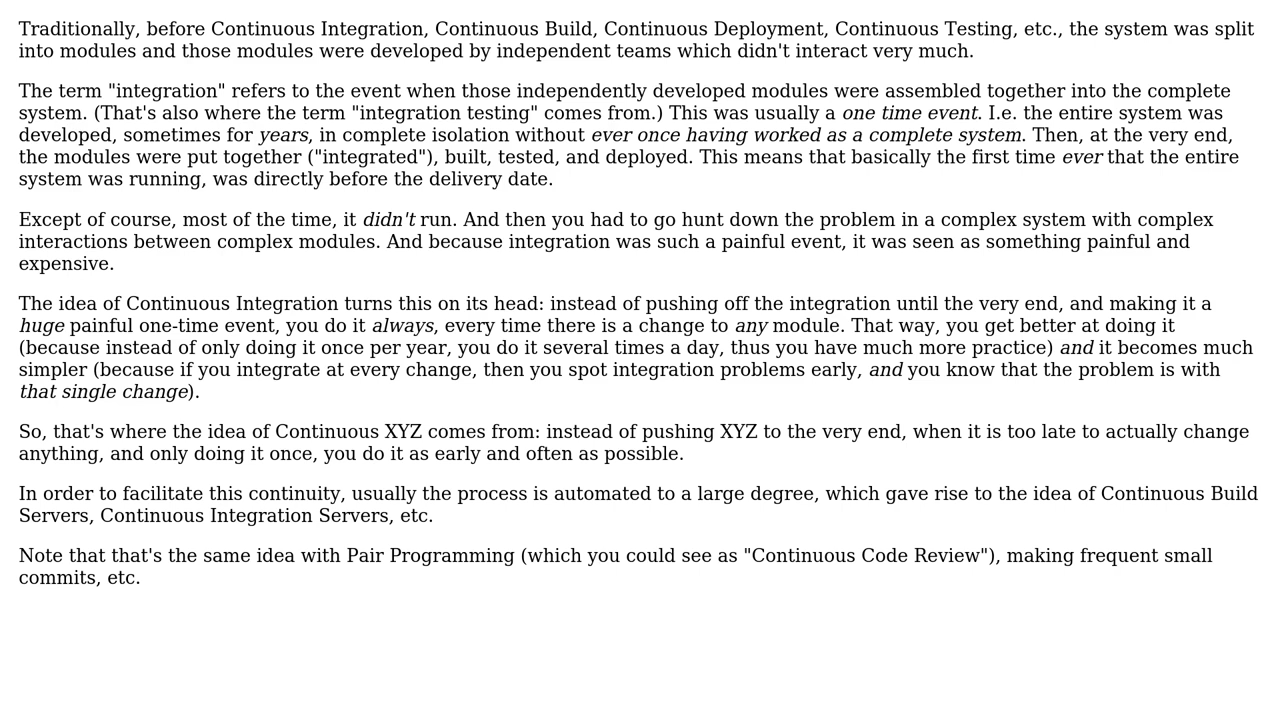 Traditionally, before Continuous Integration, Continuous Build, Continuous Deployment, Continuous Testing, etc., the system was split
into modules and those modules were developed by independent teams which didn't interact very much.
The term "integration" refers to the event when those independently developed modules were assembled together into the complete
system. (That's also where the term "integration testing" comes from.) This was usually a one time event. I.e. the entire system was
developed, sometimes for years, in complete isolation without ever once having worked as a complete system. Then, at the very end,
the modules were put together ("integrated"), built, tested, and deployed. This means that basically the first time ever that the entire
system was running, was directly before the delivery date.
Except of course, most of the time, it didn't run. And then you had to go hunt down the problem in a complex system with complex
interactions between complex modules. And because integration was such a painful event, it was seen as something painful and
expensive.
The idea of Continuous Integration turns this on its head: instead of pushing off the integration until the very end, and making it a
huge painful one-time event, you do it always, every time there is a change to any module. That way, you get better at doing it
(because instead of only doing it once per year, you do it several times a day, thus you have much more practice) and it becomes much
simpler (because if you integrate at every change, then you spot integration problems early, and you know that the problem is with
that single change).
So, that's where the idea of Continuous XYZ comes from: instead of pushing XYZ to the very end, when it is too late to actually change
anything, and only doing it once, you do it as early and often as possible.
In order to facilitate this continuity, usually the process is automated to a large degree, which gave rise to the idea of Continuous Build
Servers, Continuous Integration Servers, etc.
Note that that's the same idea with Pair Programming (which you could see as "Continuous Code Review"), making frequent small
commits, etc.